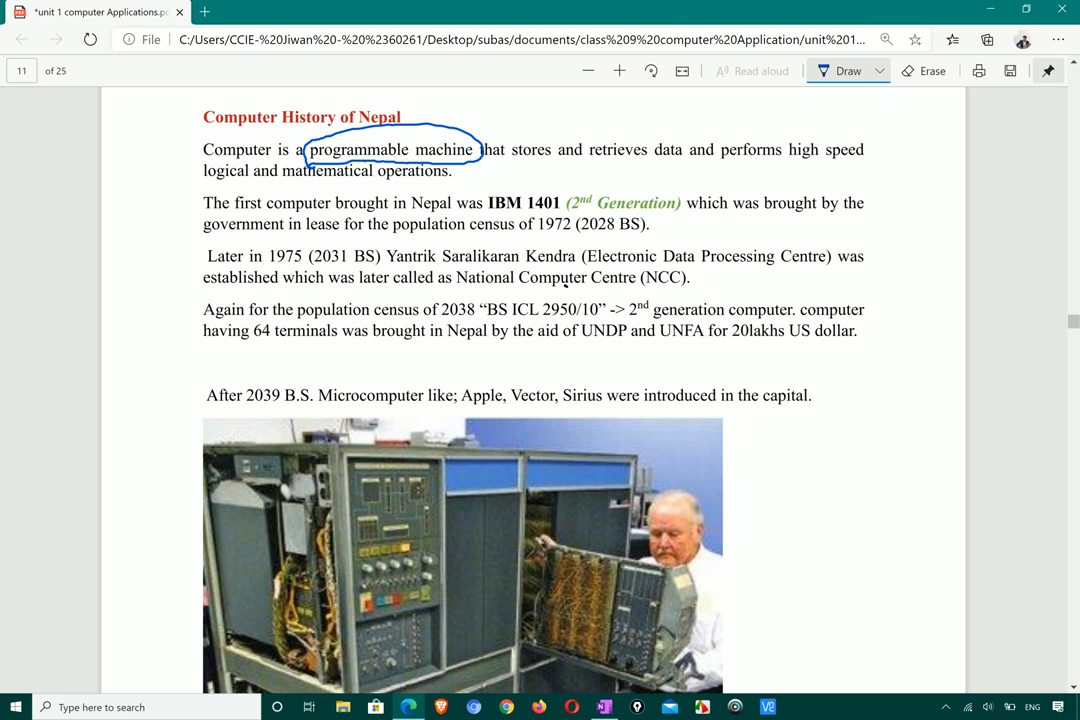 *unit 1 computer Applications.pd
File C:/Users/CCIE-%20Jiwan%20-%20%2360261/Desktop/subas/documents/class%209%20computer%20Application/unit%201...
11 of 25 Read aloud Draw Erase
Computer History of Nepal
Computer is a programmable machine that stores and retrieves data and performs high speed
logical and mathematical operations.
The first computer brought in Nepal was IBM 1401 (2nd Generation) which was brought by the
government in lease for the population census of 1972 (2028 BS).
Later in 1975 (2031 BS) Yantrik Saralikaran Kendra (Electronic Data Processing Centre) was
established which was later called as National Computer Centre (NCC).
Again for the population census of 2038 “BS ICL 2950/10” -> 2nd generation computer. computer
having 64 terminals was brought in Nepal by the aid of UNDP and UNFA for 20lakhs US dollar.
After 2039 B.S. Microcomputer like; Apple, Vector, Sirius were introduced in the capital.
Type here to search
ENG